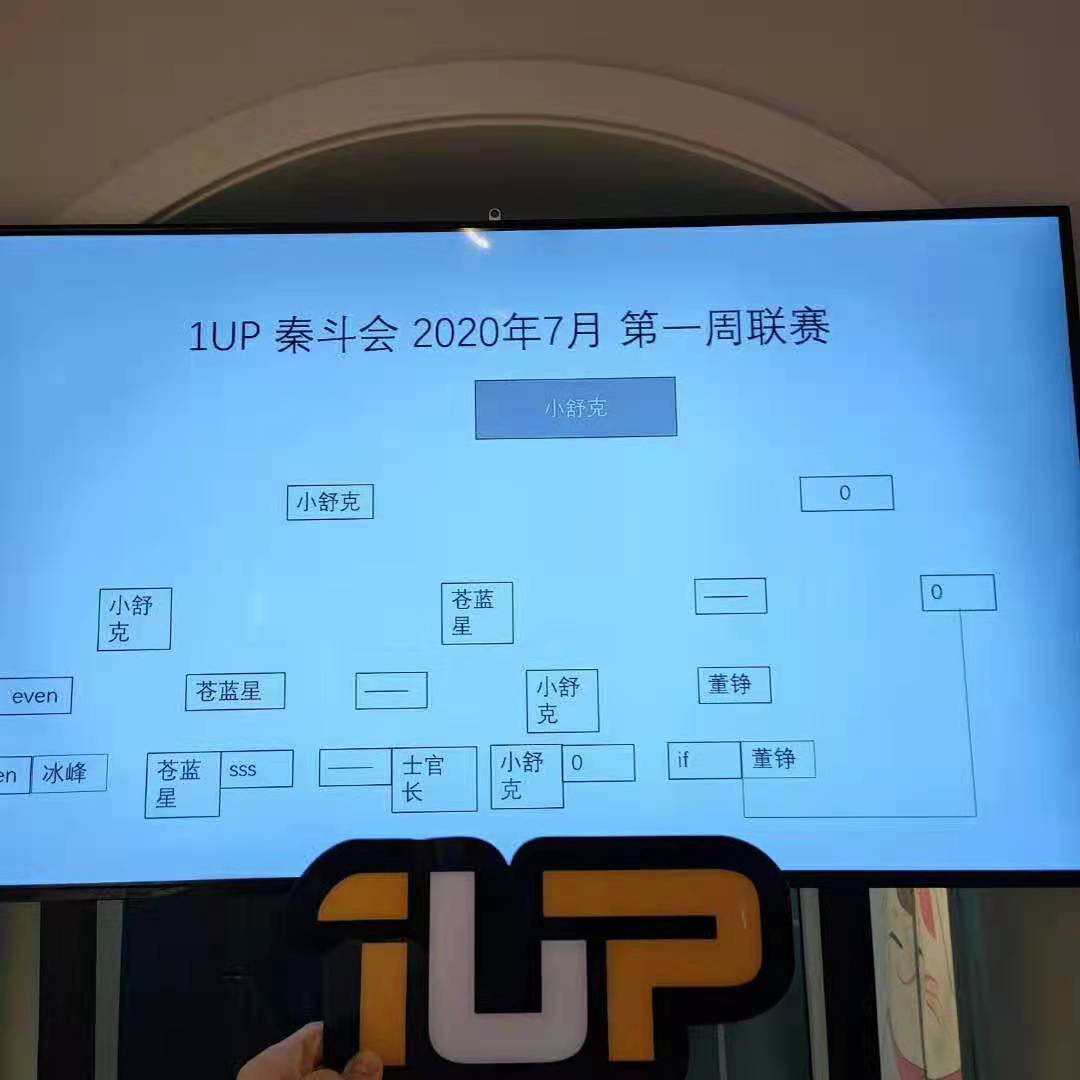 1UP 秦斗会 2020年7月 第一周联赛
小舒克
小舒克
0
小舒
克
苍蓝
星
——
0
even
苍蓝星
——
小舒
克
董铮
en
冰峰
苍蓝
星
sss
——
士官
长
小舒
克
0
if
董铮
1UP